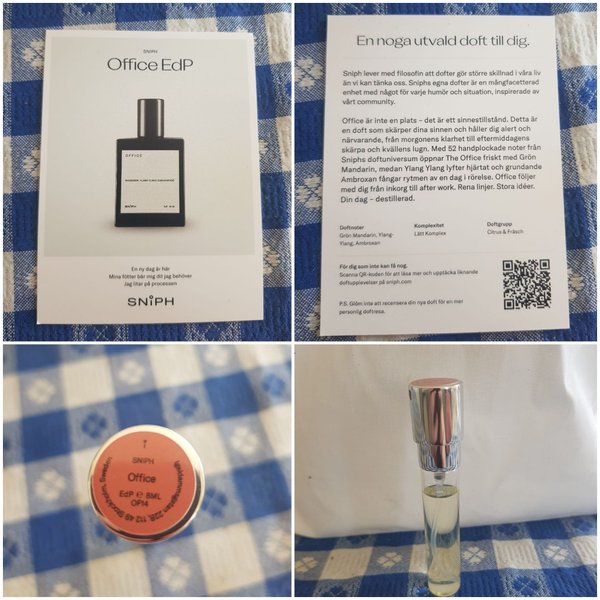 SNIPH
Office EdP
OFFICE
MANDARIN, YLANG YLANG
SNIPH
En ny dag är här
Mina fötter bär mig dit jag behöver
Jag litar på processen
SNIPH
En noga utvald doft till dig.
Sniph lever med filosofin att dofter gör större skillnad i våra liv
än vi kan tänka oss. Sniphs egna dofter är en mångfacetterad
enhet med något för varje humör och situation, inspirerade av
vårt community.
Office är inte en plats – det är ett sinnestillstånd. Detta är
en doft som skärper dina sinnen och håller dig alert och
närvarande, från morgonens klarhet till eftermiddagens
skärpa och kvällens lugn. Med 52 handplockade noter från
Sniphs doftuniversum öppnar The Office friskt med Grön
Mandarin, medan Ylang Ylang lyfter hjärtat och grundande
Ambroxan fångar rytmen av en dag i rörelse. Office följer
med dig från inkorg till after work. Rena linjer. Stora idéer.
Din dag – destillerad.
Doftnoter
Grön Mandarin, Ylang-
Ylang, Ambroxan
Komplexitet
Lätt Komplex
Doftgrupp
Citrus & Fräsch
För dig som inte kan få nog.
Scanna QR-koden för att läsa mer och upptäcka liknande
doftupplevelser på sniph.com
P.S. Glöm inte att recensera din nya doft för en mer
personlig doftresa.
SNIPH
Office
EdP e 8ML
OF14
22B, 112 49 Stockholm, Sweden